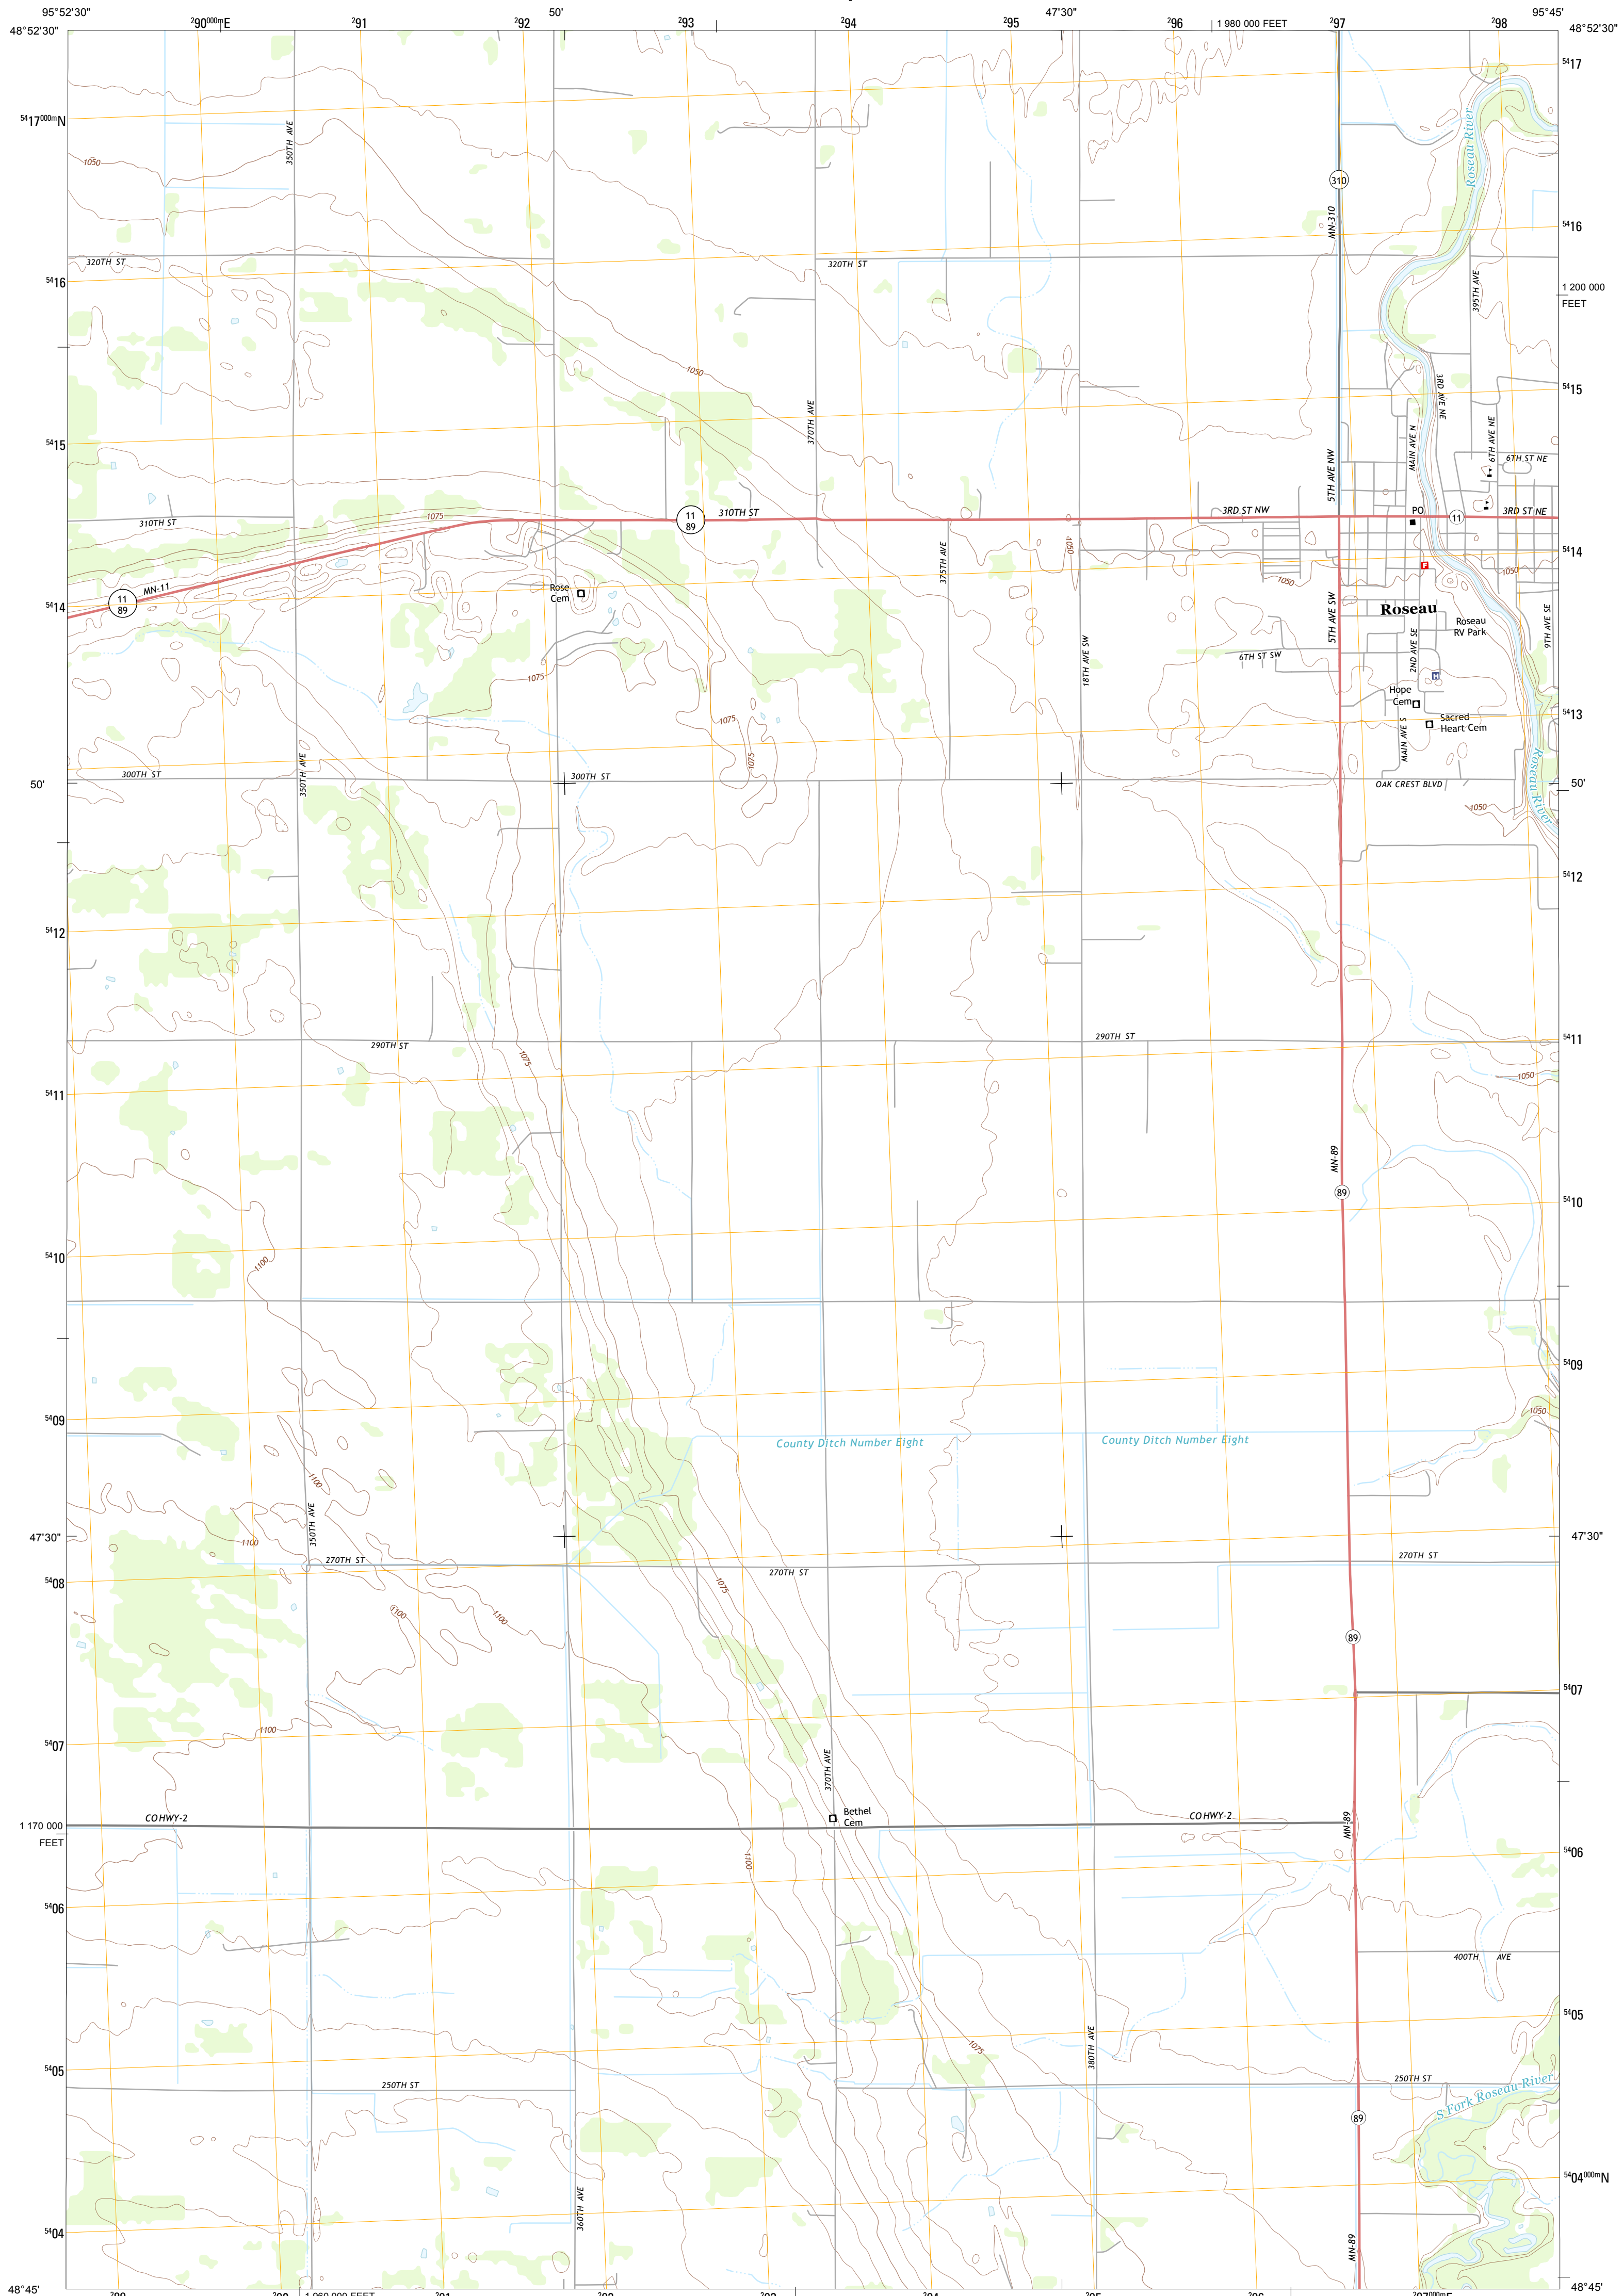 95°52'30"
²90⁰⁰⁰ᵐE
²91
²92
50'
²93
²94
²95
47'30"
²96
1 980 000 FEET
²97
²98
95°45'
48°52'30"
48°52'30"
⁵⁴17
⁵⁴17⁰⁰⁰ᵐN
350TH AVE
1050
Roseau River
310
MN-310
⁵⁴16
320TH ST
320TH ST
⁵⁴16
395TH AVE
1 200 000
FEET
1050
⁵⁴15
3RD AVE NE
370TH AVE
MAIN AVE N
6TH AVE NE
⁵⁴15
5TH AVE NW
6TH ST NE
310TH ST
1075
11
89
310TH ST
3RD ST NW
PO
11
3RD ST NE
375TH AVE
1050
⁵⁴14
F
1050
1050
MN-11
Rose
Cem
11
89
⁵⁴14
5TH AVE SW
Roseau
Roseau
RV Park
9TH AVE SE
18TH AVE SW
6TH ST SW
2ND AVE SE
1075
H
Hope
Cem
1075
⁵⁴13
Sacred
Heart Cem
MAIN AVE S
1075
350TH AVE
300TH ST
300TH ST
50'
OAK CREST BLVD
50'
Roseau River
1050
⁵⁴12
⁵⁴12
290TH ST
290TH ST
⁵⁴11
1075
1050
⁵⁴11
MN-89
89
⁵⁴10
⁵⁴10
1100
⁵⁴09
1050
⁵⁴09
County Ditch Number Eight
County Ditch Number Eight
1100
350TH AVE
47'30"
1100
47'30"
270TH ST
270TH ST
270TH ST
⁵⁴08
1075
1100
1100
89
⁵⁴07
1100
⁵⁴07
370TH AVE
Bethel
Cem
CO HWY-2
CO HWY-2
1 170 000
FEET
MN-89
⁵⁴06
1100
⁵⁴06
400TH AVE
⁵⁴05
1075
380TH AVE
⁵⁴05
250TH ST
250TH ST
S Fork Roseau River
89
⁵⁴04⁰⁰⁰ᵐN
360TH AVE
⁵⁴04
MN-89
48°45'
48°45'